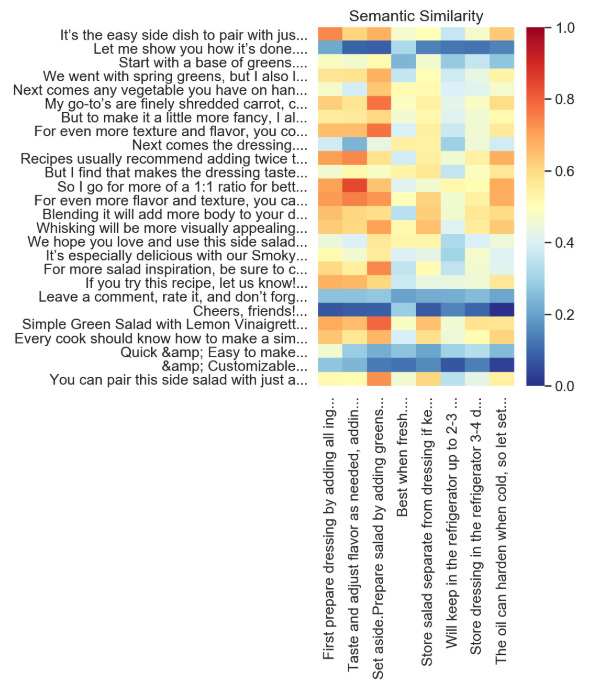 Semantic Similarity
It's the easy side dish to pair with jus...
Let me show you how it's done....
Start with a base of greens....
We went with spring greens, but I also l...
Next comes any vegetable you have on han...
My go-to's are finely shredded carrot, c...
But to make it a little more fancy, I al...
For even more texture and flavor, you co...
Next comes the dressing....
Recipes usually recommend adding twice t...
But I find that makes the dressing taste...
So I go for more of a 1:1 ratio for bett...
For even more flavor and texture, you ca...
Blending it will add more body to your d...
Whisking will be more visually appealing...
We hope you love and use this side salad...
It's especially delicious with our Smoky...
For more salad inspiration, be sure to c...
If you try this recipe, let us know!...
Leave a comment, rate it, and don't forg...
Cheers, friends!...
Simple Green Salad with Lemon Vinaigrett...
Every cook should know how to make a sim...
Quick &amp; Easy to make...
&amp; Customizable...
You can pair this side salad with just a...
First prepare dressing by adding all ing...
Taste and adjust flavor as needed, addin...
Set aside.Prepare salad by adding greens...
Best when fresh....
Store salad separate from dressing if ke...
Will keep in the refrigerator up to 2-3 ...
Store dressing in the refrigerator 3-4 d...
The oil can harden when cold, so let set...
1.0
0.8
0.6
0.4
0.2
0.0